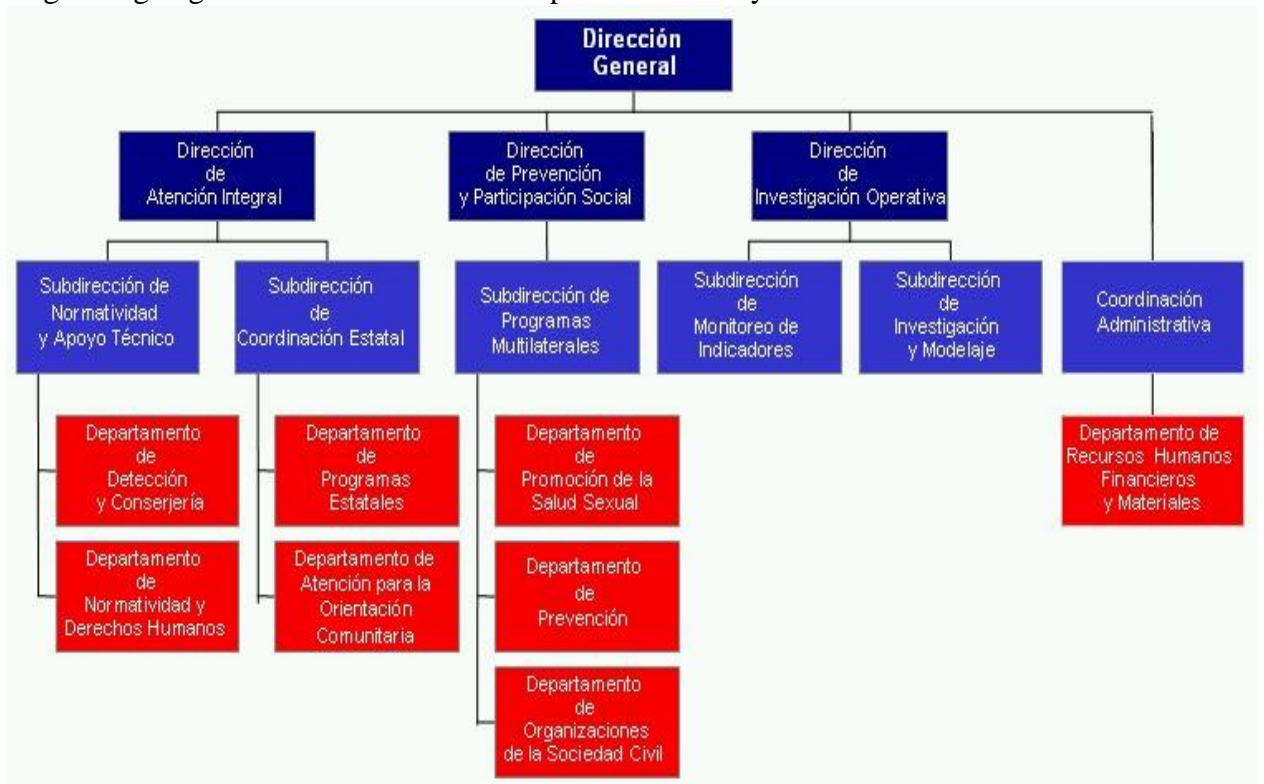 Dirección
General
Dirección
de
Atención Integral
Dirección
de Prevención
y Participación Social
Dirección
de
Investigación Operativa
Subdirección de
Normatividad
y Apoyo Técnico
Subdirección
de
Coordinación Estatal
Subdirección de
Programas
Multilaterales
Subdirección
de
Monitoreo de
Indicadores
Subdirección
de
Investigación
y Modelaje
Coordinación
Administrativa
Departamento
de
Detección
y Conserjería
Departamento
de
Programas
Estatales
Departamento
de
Promoción de la
Salud Sexual
Departamento de
Recursos Humanos
Financieros
y Materiales
Departamento
de
Normatividad y
Derechos Humanos
Departamento de
Atención para la
Orientación
Comunitaria
Departamento
de
Prevención
Departamento
de
Organizaciones
de la Sociedad Civil